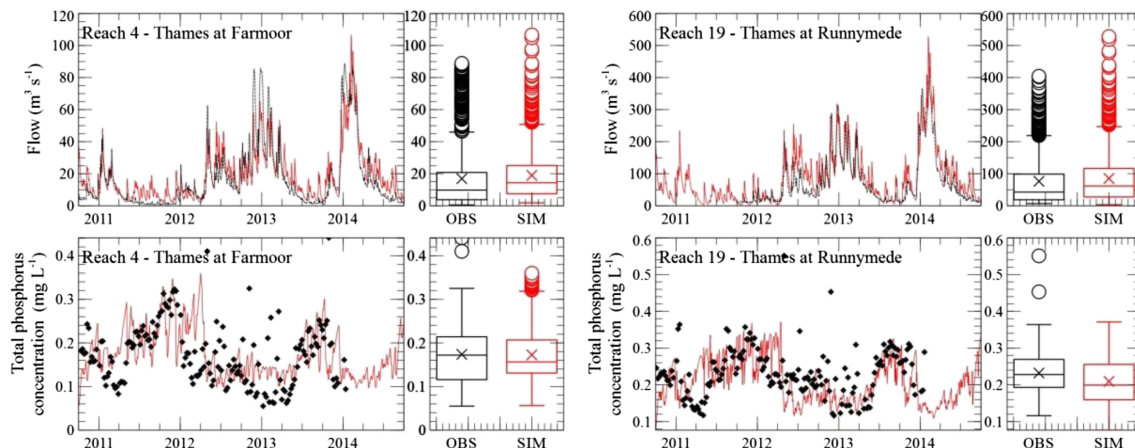 Reach 4 - Thames at Farmoor
Flow (m³ s⁻¹)
120
100
80
60
40
20
0
2011 2012 2013 2014
120
100
80
60
40
20
0
OBS SIM
Reach 19 - Thames at Runnymede
Flow (m³ s⁻¹)
600
500
400
300
200
100
0
2011 2012 2013 2014
600
500
400
300
200
100
0
OBS SIM
Reach 4 - Thames at Farmoor
Total phosphorus
concentration (mg L⁻¹)
0.4
0.3
0.2
0.1
0
2011 2012 2013 2014
0.4
0.3
0.2
0.1
0
OBS SIM
Reach 19 - Thames at Runnymede
Total phosphorus
concentration (mg L⁻¹)
0.6
0.5
0.4
0.3
0.2
0.1
2011 2012 2013 2014
0.6
0.5
0.4
0.3
0.2
0.1
OBS SIM